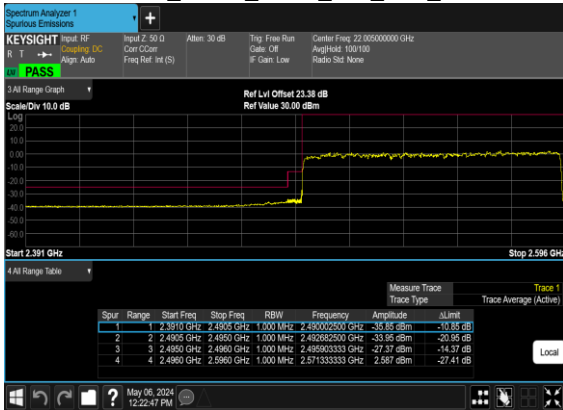 Spectrum Analyzer 1
Spurious Emissions
+
KEYSIGHT Input: RF Input Z: 50 Ω Atten: 30 dB Trig: Free Run Center Freq: 22.005000000 GHz
R T Coupling: DC Corr CCorr Gate: Off Avg|Hold: 100/100
Align: Auto Freq Ref: Int (S) IF Gain: Low Radio Std: None
PASS
3 All Range Graph
Ref Lvl Offset 23.38 dB
Scale/Div 10.0 dB Ref Value 30.00 dBm
Log
20.0
10.0
0.00
-10.0
-20.0
-30.0
-40.0
-50.0
-60.0
Start 2.391 GHz Stop 2.596 GHz
4 All Range Table
Measure Trace Trace 1
Trace Type Trace Average (Active)
Spur Range Start Freq Stop Freq RBW Frequency Amplitude ΔLimit
1 1 2.3910 GHz 2.4905 GHz 1.000 MHz 2.490002500 GHz -35.85 dBm -10.85 dB
2 2 2.4905 GHz 2.4950 GHz 1.000 MHz 2.492682500 GHz -33.95 dBm -20.95 dB
3 3 2.4950 GHz 2.4960 GHz 1.000 MHz 2.495903333 GHz -27.37 dBm -14.37 dB
4 4 2.4960 GHz 2.5960 GHz 1.000 MHz 2.571333333 GHz 2.587 dBm -27.41 dB
Local
?
May 06, 2024
12:22:47 PM